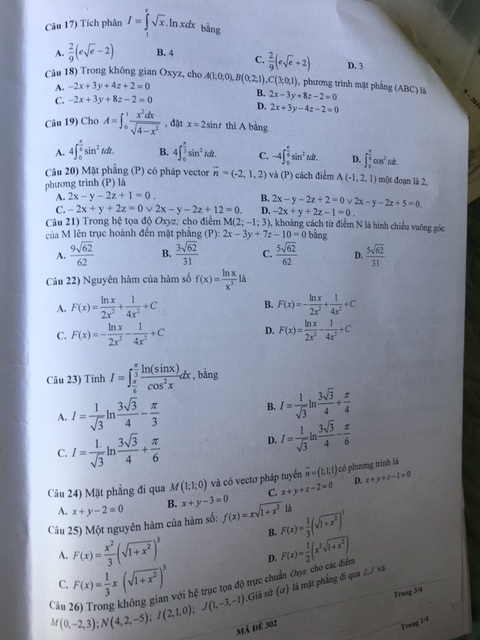 Câu 17) Tích phân I = ∫₁ᵉ √x.lnxdx bằng
A. 2/9(e√e − 2)   B. 4   C. 2/9(e√e + 2)   D. 3
Câu 18) Trong không gian Oxyz, cho A(1;0;0), B(0;2;1), C(3;0;1), phương trình mặt phẳng (ABC) là
A. −2x+3y+4z+2=0   B. 2x−3y+8z−2=0
C. −2x+3y+8z−2=0   D. 2x+3y−4z−2=0
Câu 19) Cho A = ∫₀¹ x²dx/√(4−x²), đặt x = 2sint thì A bằng
A. 4∫₀^(π/6) sin² tdt.   B. 4∫₀^(π/3) sin² tdt.   C. −4∫₀^(π/6) sin² tdt.   D. cos² tdt.
Câu 20) Mặt phẳng (P) có pháp vector n = (-2, 1, 2) và (P) cách điểm A (-1, 2, 1) một đoạn là 2,
phương trình (P) là
A. 2x − y − 2z + 1 = 0 .   B. 2x − y − 2z + 2 = 0 ∨ 2x − y − 2z + 5 = 0.
C. − 2x + y + 2z = 0 ∨ 2x − y − 2z + 12 = 0.   D. −2x + y + 2z − 1 = 0 .
Câu 21) Trong hệ tọa độ Oxyz; cho điểm M(2; −1; 3), khoảng cách từ điểm N là hình chiếu vuông góc
của M lên trục hoành đến mặt phẳng (P): 2x − 3y + 7z − 10 = 0 bằng
A. 9√62/62   B. 3√62/31   C. 5√62/62   D. 5√62/31
Câu 22) Nguyên hàm của hàm số f(x) = lnx/x³ là
A. F(x) = lnx/2x² + 1/4x² + C   B. F(x) = −lnx/2x² + 1/4x² + C
C. F(x) = −lnx/2x² − 1/4x² + C   D. F(x) = lnx/2x² − 1/4x² + C
Câu 23) Tính I = ∫_(π/6)^(π/3) ln(sinx)/cos²x dx, bằng
A. I = 1/√3 ln 3√3/4 − π/3   B. I = 1/√3 ln 3√3/4 + π/4
C. I = 1/√3 ln 3√3/4 + π/6   D. I = 1/√3 ln 3√3/4 − π/6
Câu 24) Mặt phẳng đi qua M(1;1;0) và có vectơ pháp tuyến n = (1;1;1) có phương trình là
A. x+y−2=0   B. x+y−3=0   C. x+y+z−2=0   D. x+y+z−1=0
Câu 25) Một nguyên hàm của hàm số: f(x) = x√(1+x²) là
A. F(x) = x²/3 (√(1+x²))³   B. F(x) = 1/3 (√(1+x²))³
C. F(x) = 1/3 x (√(1+x²))³   D. F(x) = 1/2 (x²√(1+x²))
Câu 26) Trong không gian với hệ trục tọa độ trực chuẩn Oxyz cho các điểm
M(0,−2,3); N(4,2,−5); I(2,1,0); J(1,−3,−1). Giả sử (α) là mặt phẳng đi qua I; J và
Trang 3/4
MÃ ĐỀ 302
Trang 1/4